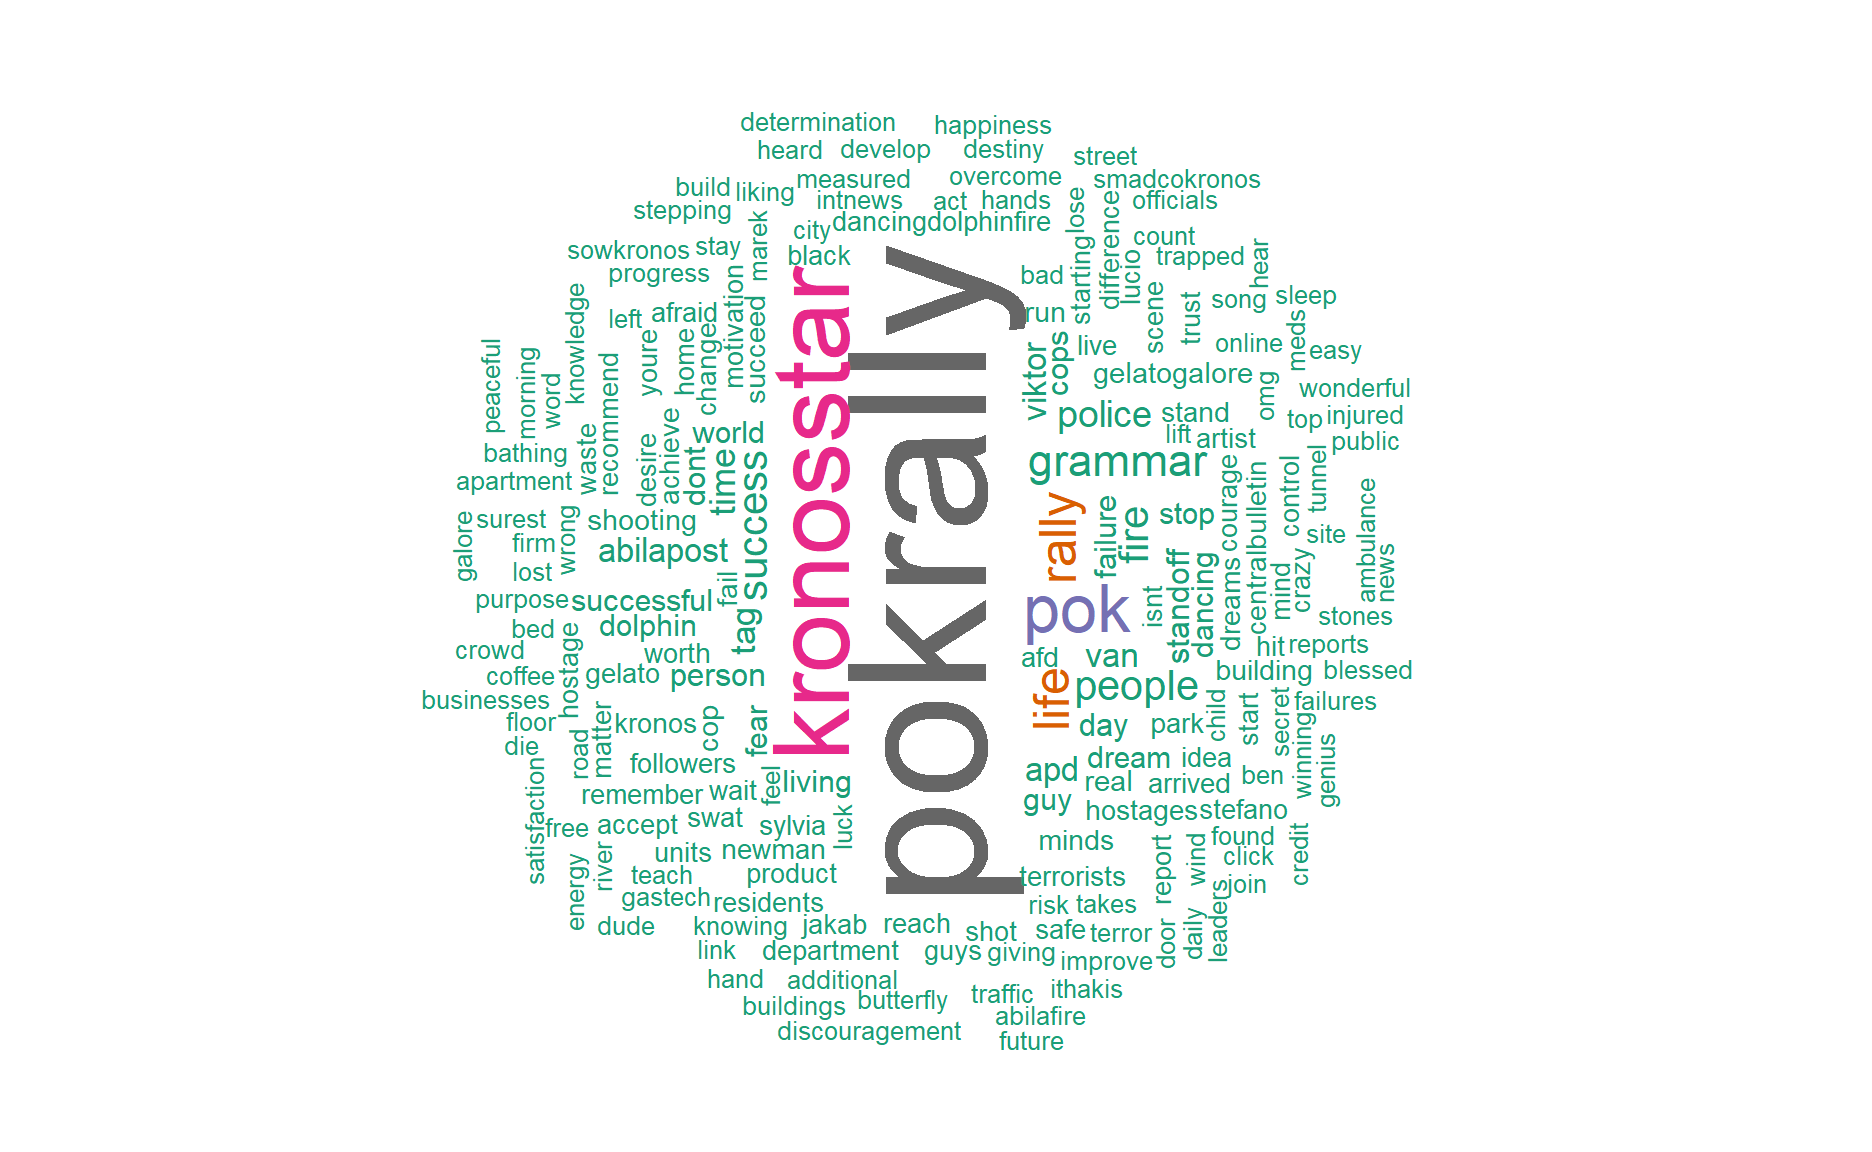 determination
happiness
heard
develop
destiny
street
measured
overcome
smadcokronos
build
liking
intnews
act
hands
lose
officials
stepping
marek
city
dancingdolphinfire
difference
count
sowkronos
stay
black
starting
lucio
trapped
hear
progress
bad
kronosstar
pokrally
knowledge
left
afraid
motivation
succeed
run
scene
trust
song
sleep
peaceful
morning
word
recommend
youre
home
change
viktor
cops
live
online
meds
easy
gelatogalore
omg
wonderful
police
stand
top
injured
lift
artist
public
bathing
waste
desire
achieve
world
dont
time
success
grammar
apartment
courage
centralbulletin
control
tunnel
ambulance
galore
surest
shooting
rally
failure
fire
stop
site
firm
wrong
abilapost
lost
fail
standoff
dancing
dreams
mind
crazy
news
purpose
successful
tag
pok
isnt
stones
bed
dolphin
crowd
hostage
worth
afd
van
hit
reports
coffee
gelato
person
life
people
building
blessed
businesses
child
start
secret
failures
floor
kronos
cop
fear
day
park
winning
genius
die
road
matter
followers
feel
living
apd
dream
idea
satisfaction
remember
wait
real
arrived
ben
guy
hostages
stefano
free
accept
swat
sylvia
luck
minds
found
units
newman
report
wind
click
credit
energy
river
teach
product
terrorists
join
gastech
residents
risk
takes
leaders
dude
knowing
jakab
reach
shot
safe
terror
door
daily
link
department
guys
giving
improve
hand
additional
buildings
butterfly
traffic
ithakis
discouragement
abilafire
future